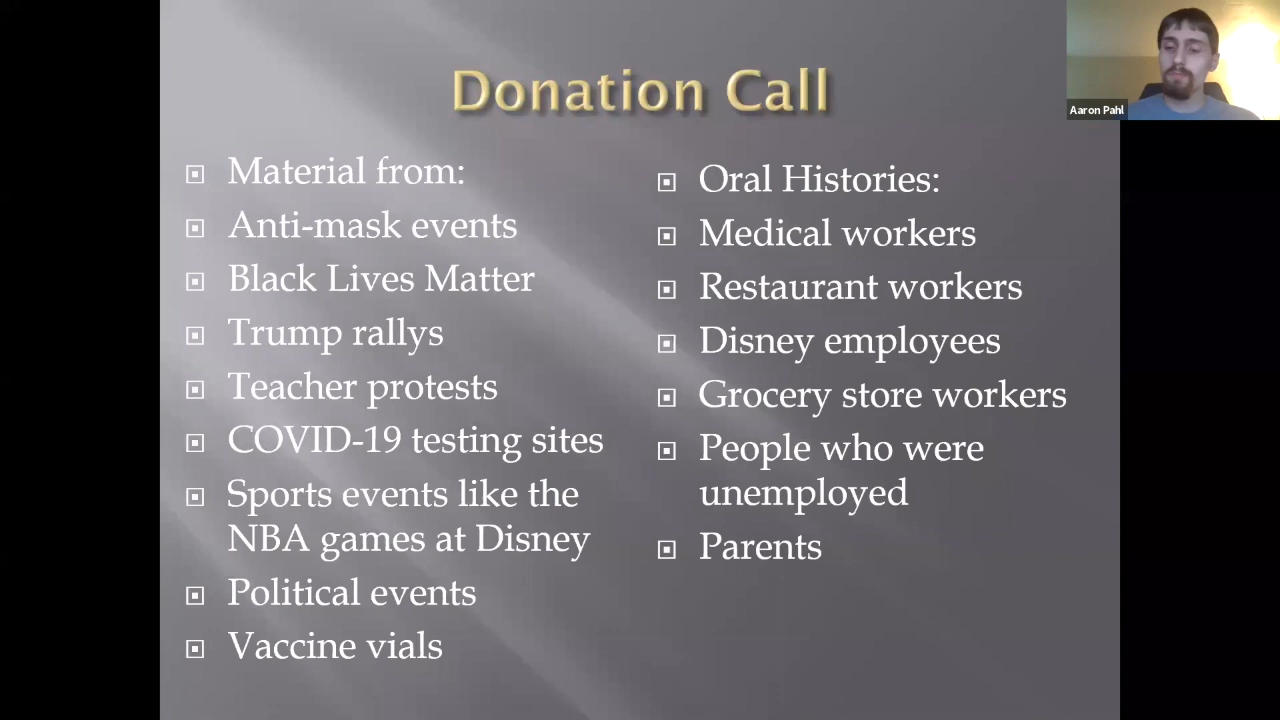 Donation Call
Material from:
Anti-mask events
Black Lives Matter
Trump rallys
Teacher protests
COVID-19 testing sites
Sports events like the
NBA games at Disney
Political events
Vaccine vials
Oral Histories:
Medical workers
Restaurant workers
Disney employees
Grocery store workers
People who were
unemployed
Parents
Aaron Pahl